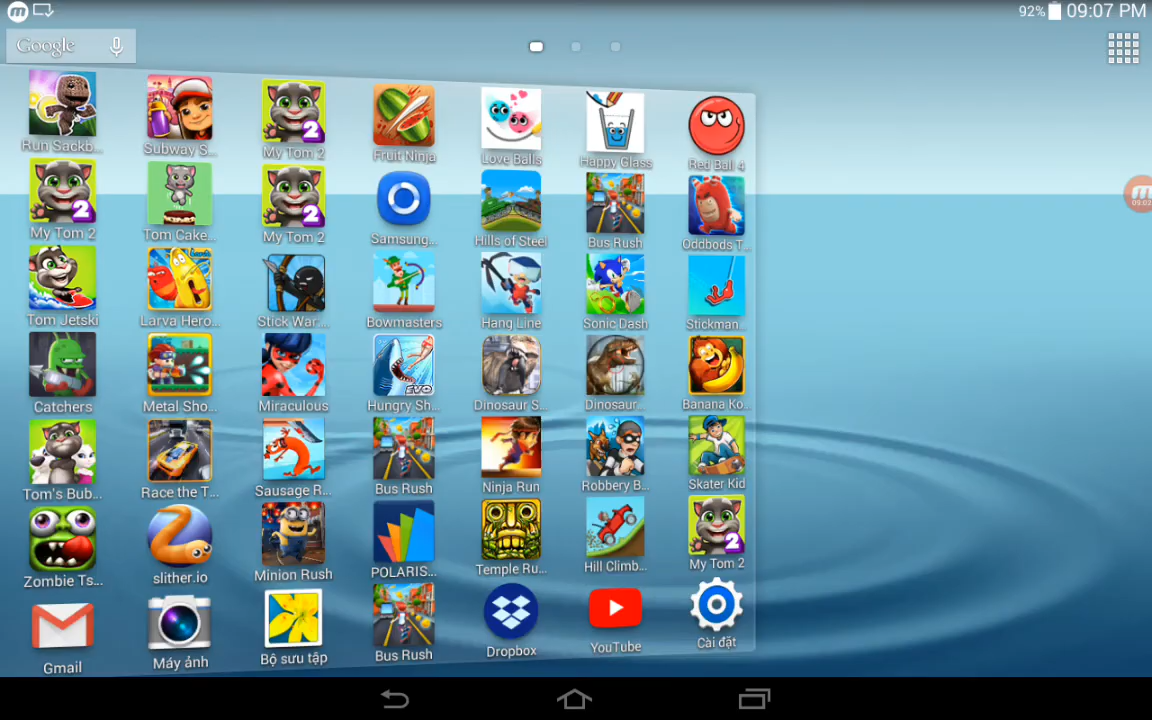 92% 09:07 PM
Google
Run Sackb... Subway S... My Tom 2 Fruit Ninja Love Balls Happy Glass Red Ball 4
My Tom 2 Tom Cake... My Tom 2 Samsung... Hills of Steel Bus Rush Oddbods T...
09:03
Tom Jetski Larva Hero... Stick War... Bowmasters Hang Line Sonic Dash Stickman...
Catchers Metal Sho... Miraculous Hungry Sh... Dinosaur S... Dinosaur... Banana Ko...
Tom's Bub... Race the T... Sausage R... Bus Rush Ninja Run Robbery B... Skater Kid
Zombie Ts... slither.io Minion Rush POLARIS... Temple Ru... Hill Climb... My Tom 2
Gmail Máy ảnh Bộ sưu tập Bus Rush Dropbox YouTube Cài đặt